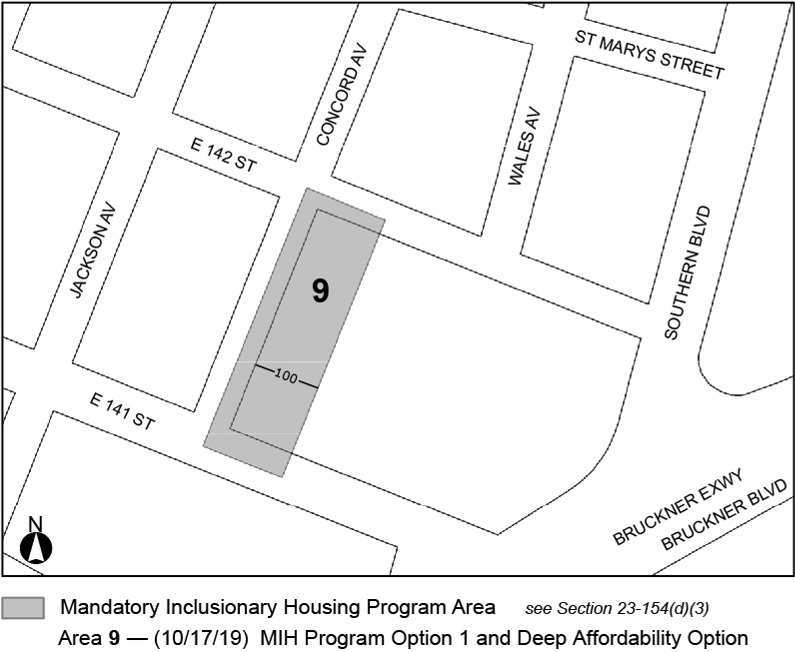 ST MARYS STREET
CONCORD AV
WALES AV
E 142 ST
JACKSON AV
SOUTHERN BLVD
9
100
E 141 ST
BRUCKNER EXWY
BRUCKNER BLVD
N
Mandatory Inclusionary Housing Program Area see Section 23-154(d)(3)
Area 9 — (10/17/19) MIH Program Option 1 and Deep Affordability Option